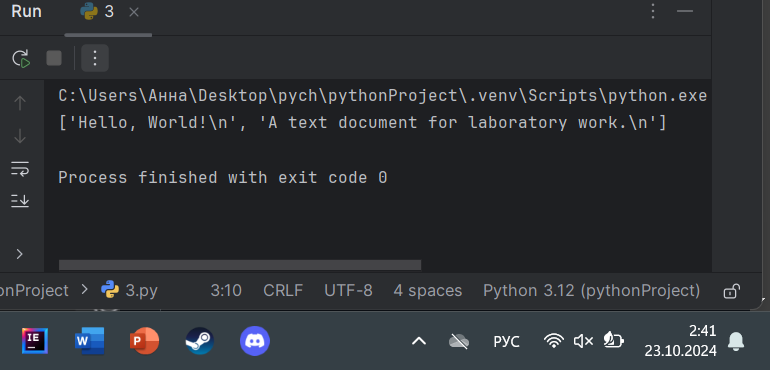 Run 3
C:\Users\Анна\Desktop\pych\pythonProject\.venv\Scripts\python.exe
['Hello, World!\n', 'A text document for laboratory work.\n']
Process finished with exit code 0
onProject > 3.py 3:10 CRLF UTF-8 4 spaces Python 3.12 (pythonProject)
IE W P РУС 2:41
23.10.2024